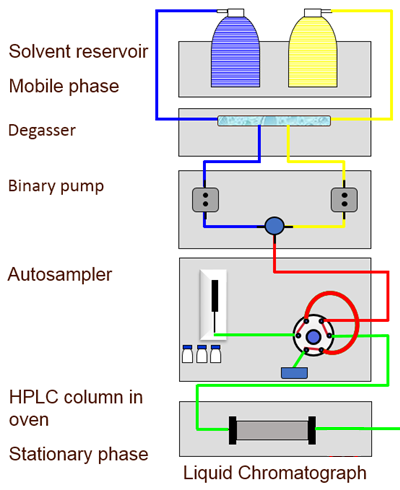 Solvent reservoir
Mobile phase
Degasser
Binary pump
Autosampler
HPLC column in
oven
Stationary phase
Liquid Chromatograph